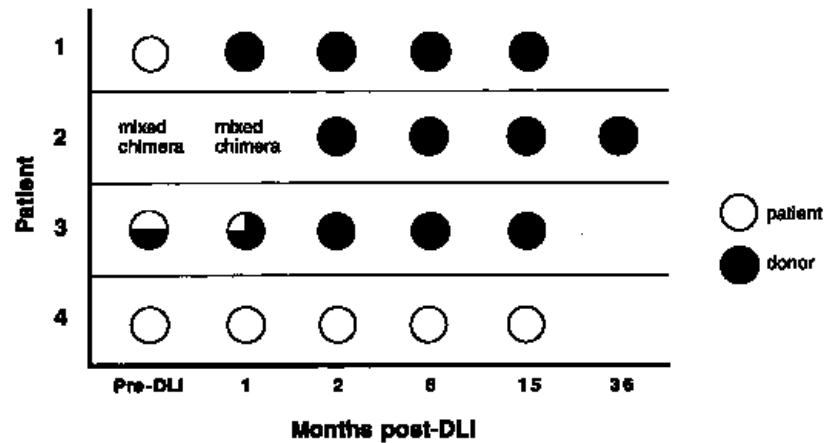 1
2
mixed
chimera
mixed
chimera
3
4
Patient
patient
donor
Pre-DLI 1 2 6 15 36
Months post-DLI